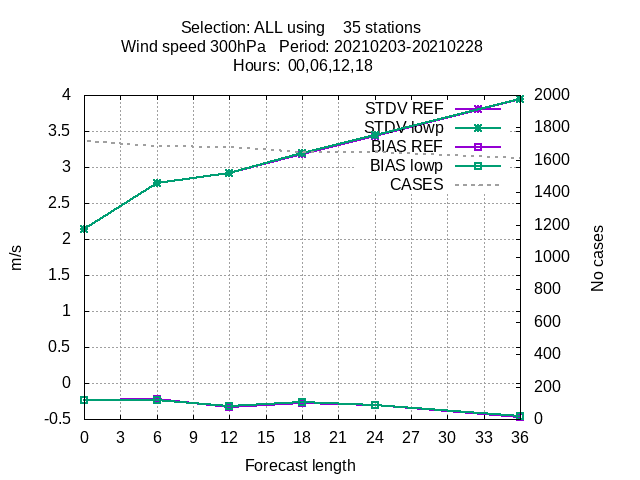 Selection: ALL using    35 stations
Wind speed 300hPa   Period: 20210203-20210228
Hours:  00,06,12,18
4
3.5
3
2.5
2
1.5
1
0.5
0
-0.5
m/s
STDV REF
STDV lowp
BIAS REF
BIAS lowp
CASES
2000
1800
1600
1400
1200
1000
800
600
400
200
0
No cases
0 3 6 9 12 15 18 21 24 27 30 33 36
Forecast length